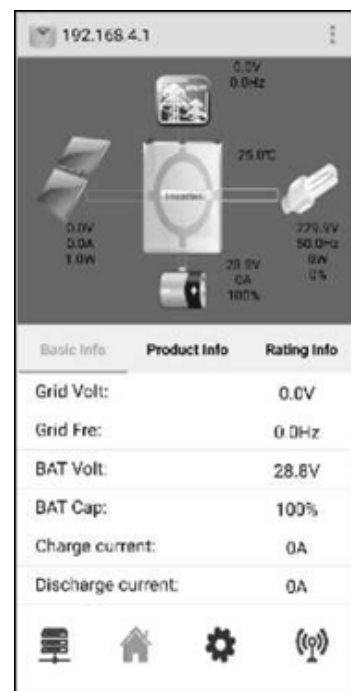 192.168.4.1
0.0V
0.0Hz
25.0℃
Inverter
0.0V
0.0A
1.0W
229.9V
50.0Hz
0W
0%
28.8V
0A
100%
Basic Info Product Info Rating Info
Grid Volt: 0.0V
Grid Fre: 0.0Hz
BAT Volt: 28.8V
BAT Cap: 100%
Charge current: 0A
Discharge current: 0A